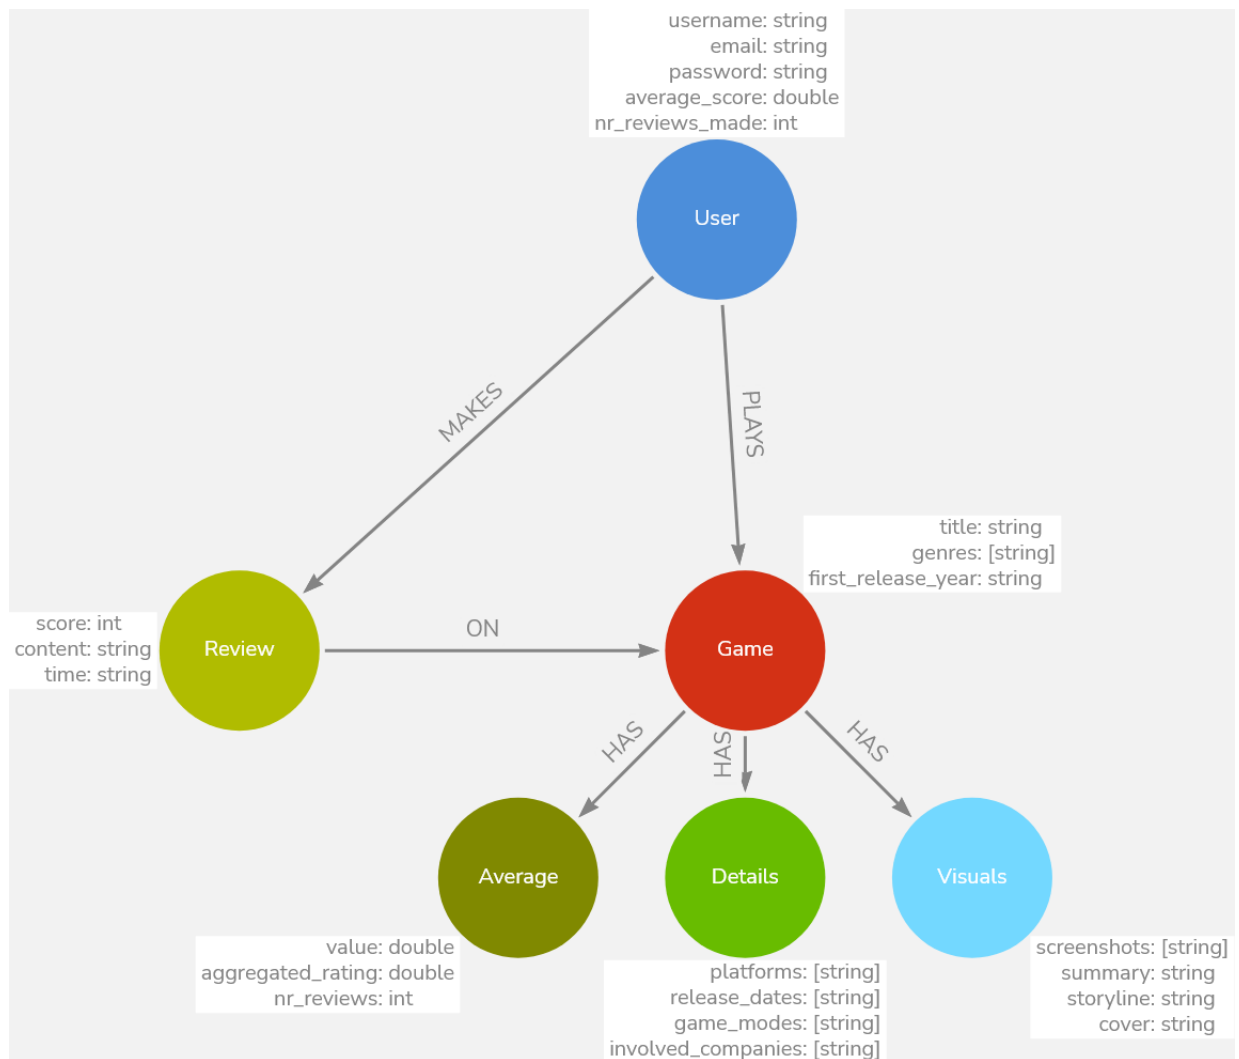 username: string
email: string
password: string
average_score: double
nr_reviews_made: int
User
MAKES
PLAYS
title: string
genres: [string]
first_release_year: string
score: int
content: string
time: string
Review
ON
Game
HAS
HAS
HAS
Average
Details
Visuals
value: double
aggregated_rating: double
nr_reviews: int
platforms: [string]
release_dates: [string]
game_modes: [string]
involved_companies: [string]
screenshots: [string]
summary: string
storyline: string
cover: string